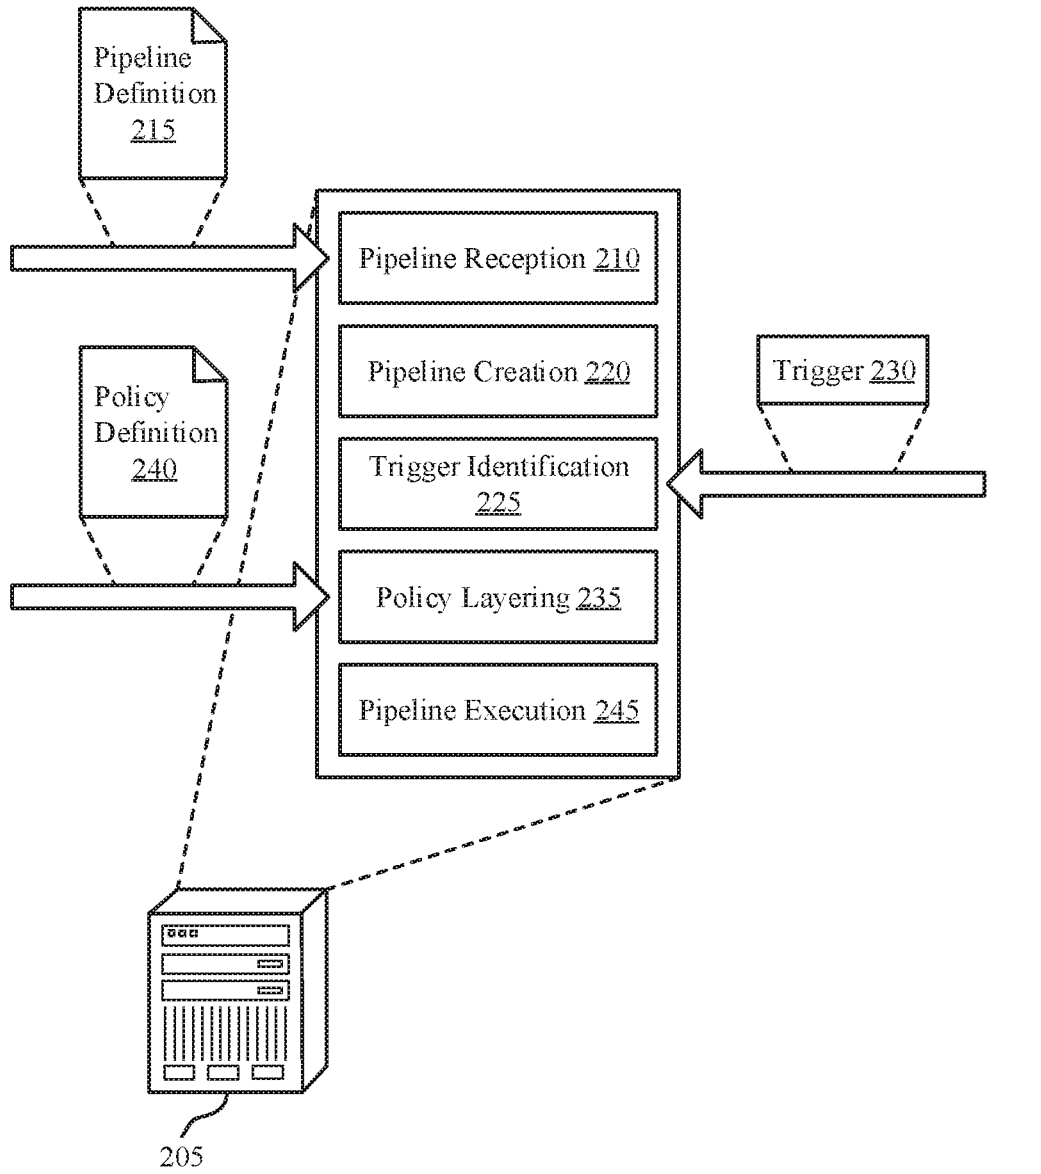 Pipeline
Definition
215
Pipeline Reception 210
Pipeline Creation 220
Trigger 230
Policy
Definition
240
Trigger Identification
225
Policy Layering 235
Pipeline Execution 245
205